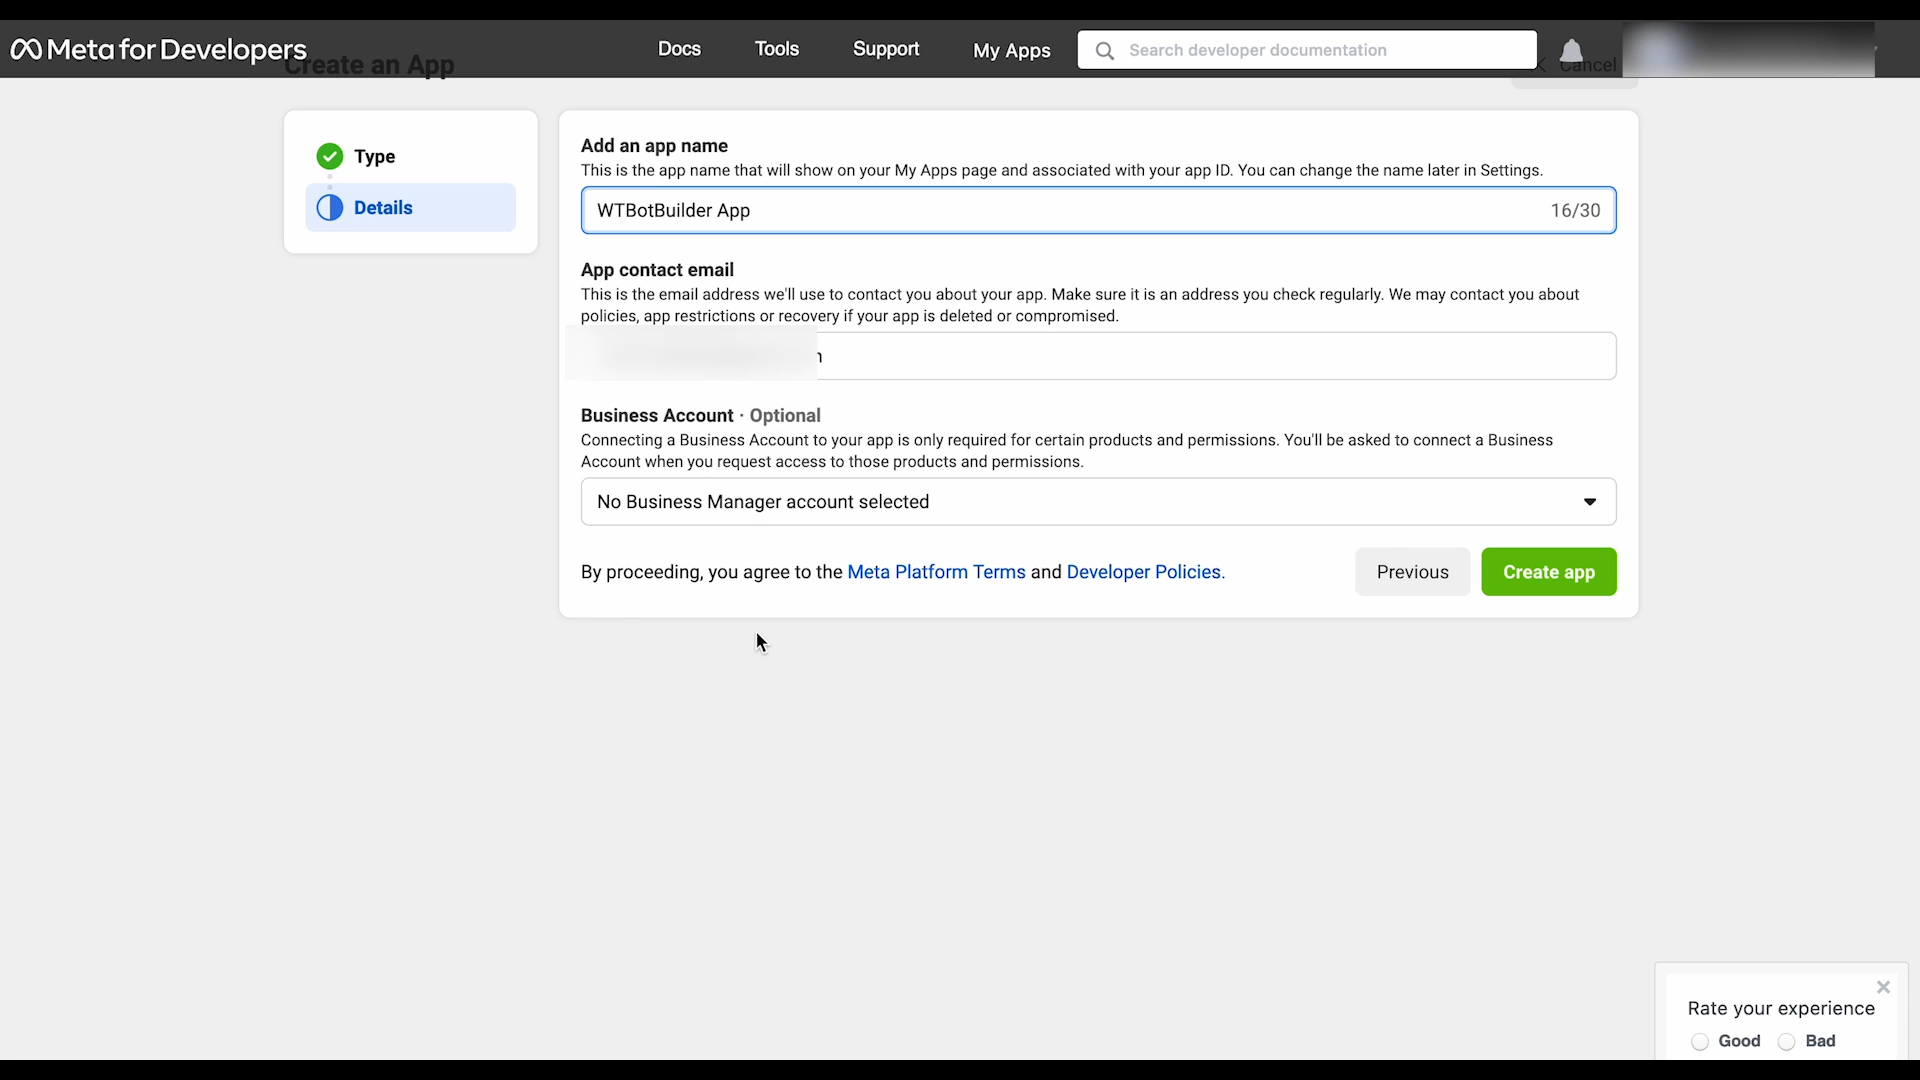 Meta for Developers
Docs
Tools
Support
My Apps
Search developer documentation
Create an App
Cancel
Type
Details
Add an app name
This is the app name that will show on your My Apps page and associated with your app ID. You can change the name later in Settings.
WTBotBuilder App
16/30
App contact email
This is the email address we'll use to contact you about your app. Make sure it is an address you check regularly. We may contact you about
policies, app restrictions or recovery if your app is deleted or compromised.
Business Account · Optional
Connecting a Business Account to your app is only required for certain products and permissions. You'll be asked to connect a Business
Account when you request access to those products and permissions.
No Business Manager account selected
By proceeding, you agree to the Meta Platform Terms and Developer Policies.
Previous
Create app
Rate your experience
Good
Bad